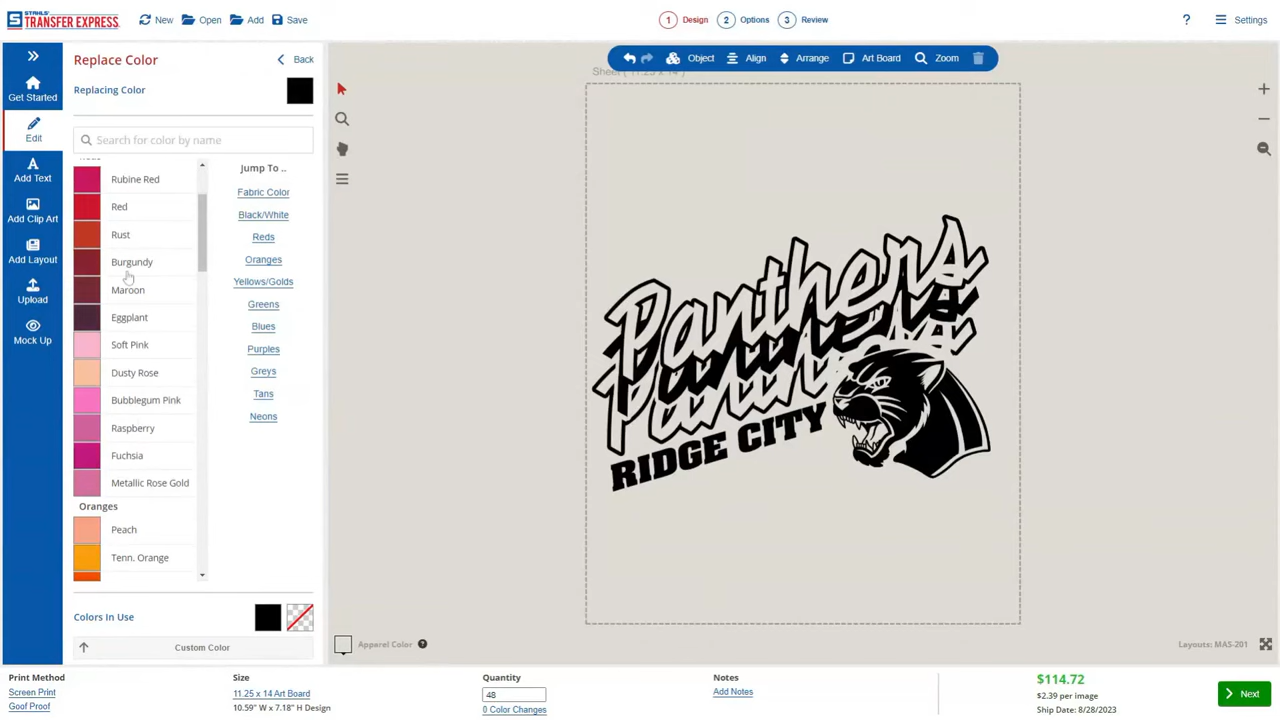 STAHLS'
TRANSFER EXPRESS
New
Open
Add
Save
1 Design
2 Options
3 Review
?
Settings
Get Started
Edit
Add Text
Add Clip Art
Add Layout
Upload
Mock Up
Replace Color
Back
Replacing Color
Search for color by name
Rubine Red
Red
Rust
Burgundy
Maroon
Eggplant
Soft Pink
Dusty Rose
Bubblegum Pink
Raspberry
Fuchsia
Metallic Rose Gold
Oranges
Peach
Tenn. Orange
Jump To ..
Fabric Color
Black/White
Reds
Oranges
Yellows/Golds
Greens
Blues
Purples
Greys
Tans
Neons
Colors In Use
Custom Color
Object
Align
Arrange
Art Board
Zoom
Sheet ( 11.25 x 14 )
Panthers
RIDGE CITY
Apparel Color ?
Layouts: MAS-201
Print Method
Screen Print
Goof Proof
Size
11.25 x 14 Art Board
10.59" W x 7.18" H Design
Quantity
48
0 Color Changes
Notes
Add Notes
$114.72
$2.39 per image
Ship Date: 8/28/2023
Next